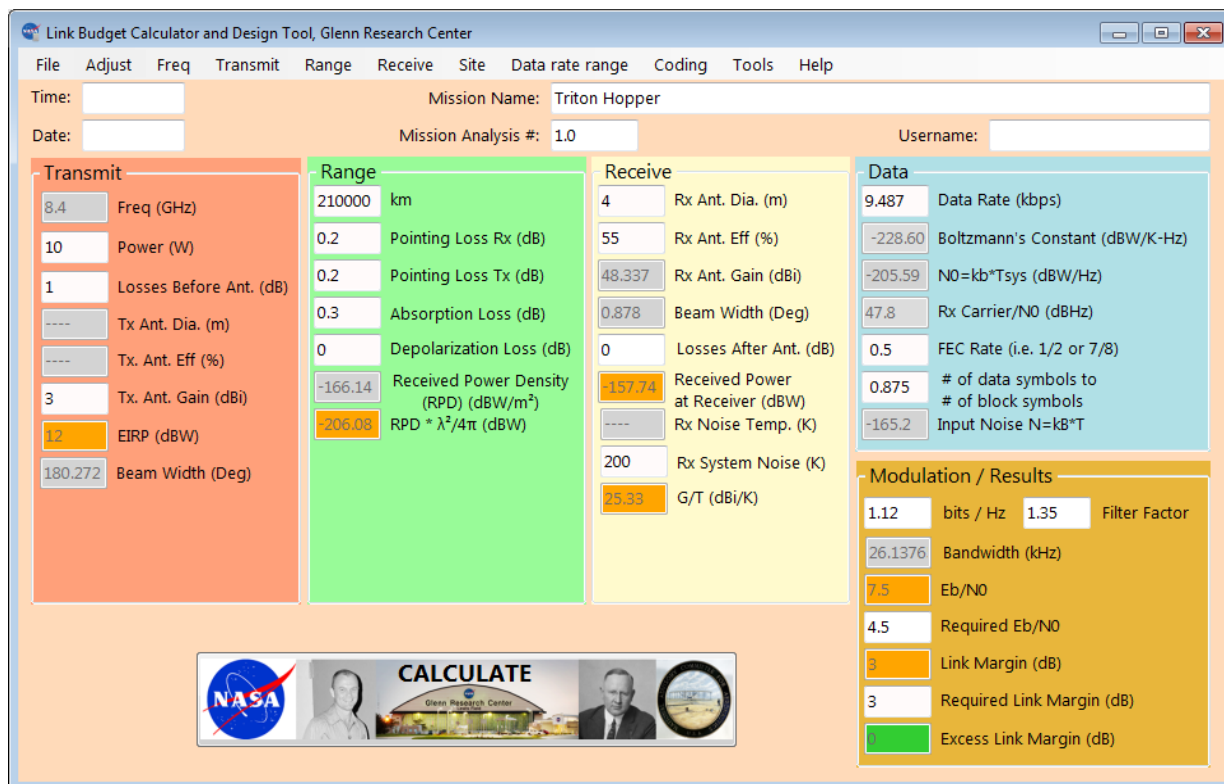 Link Budget Calculator and Design Tool, Glenn Research Center
File Adjust Freq Transmit Range Receive Site Data rate range Coding Tools Help
Time: Mission Name: Triton Hopper
Date: Mission Analysis #: 1.0 Username:
Transmit
8.4 Freq (GHz)
10 Power (W)
1 Losses Before Ant. (dB)
---- Tx Ant. Dia. (m)
---- Tx. Ant. Eff (%)
3 Tx. Ant. Gain (dBi)
12 EIRP (dBW)
180.272 Beam Width (Deg)
Range
210000 km
0.2 Pointing Loss Rx (dB)
0.2 Pointing Loss Tx (dB)
0.3 Absorption Loss (dB)
0 Depolarization Loss (dB)
-166.14 Received Power Density
(RPD) (dBW/m²)
-206.08 RPD * λ²/4π (dBW)
Receive
4 Rx Ant. Dia. (m)
55 Rx Ant. Eff (%)
48.337 Rx Ant. Gain (dBi)
0.878 Beam Width (Deg)
0 Losses After Ant. (dB)
-157.74 Received Power
at Receiver (dBW)
---- Rx Noise Temp. (K)
200 Rx System Noise (K)
25.33 G/T (dBi/K)
Data
9.487 Data Rate (kbps)
-228.60 Boltzmann's Constant (dBW/K-Hz)
-205.59 N0=kb*Tsys (dBW/Hz)
47.8 Rx Carrier/N0 (dBHz)
0.5 FEC Rate (i.e. 1/2 or 7/8)
0.875 # of data symbols to
# of block symbols
-165.2 Input Noise N=kB*T
Modulation / Results
1.12 bits / Hz 1.35 Filter Factor
26.1376 Bandwidth (kHz)
7.5 Eb/N0
4.5 Required Eb/N0
3 Link Margin (dB)
3 Required Link Margin (dB)
0 Excess Link Margin (dB)
NASA
CALCULATE
Glenn Research Center